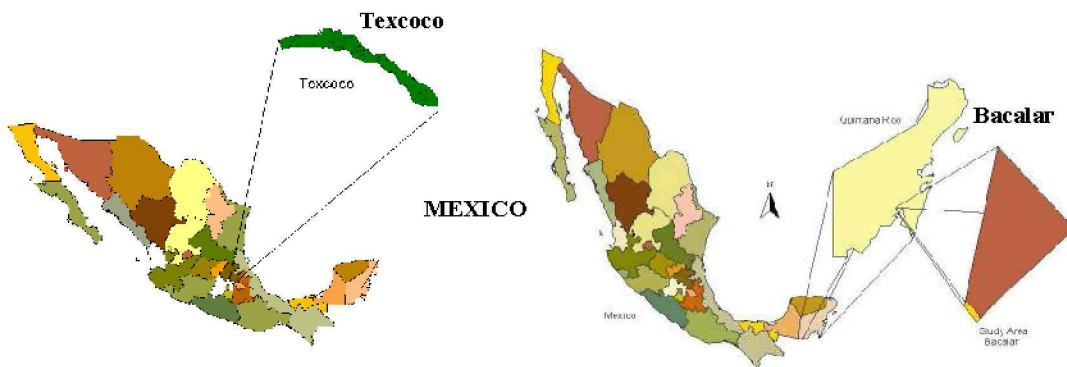 Texcoco
Texcoco
MEXICO
Quintana Roo
Bacalar
Mexico
Study Area
Bacalar